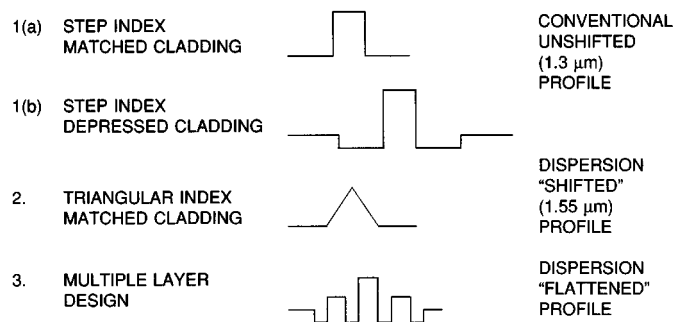 1(a) STEP INDEX
MATCHED CLADDING
CONVENTIONAL
UNSHIFTED
(1.3 μm)
PROFILE
1(b) STEP INDEX
DEPRESSED CLADDING
2. TRIANGULAR INDEX
MATCHED CLADDING
DISPERSION
“SHIFTED”
(1.55 μm)
PROFILE
3. MULTIPLE LAYER
DESIGN
DISPERSION
“FLATTENED”
PROFILE